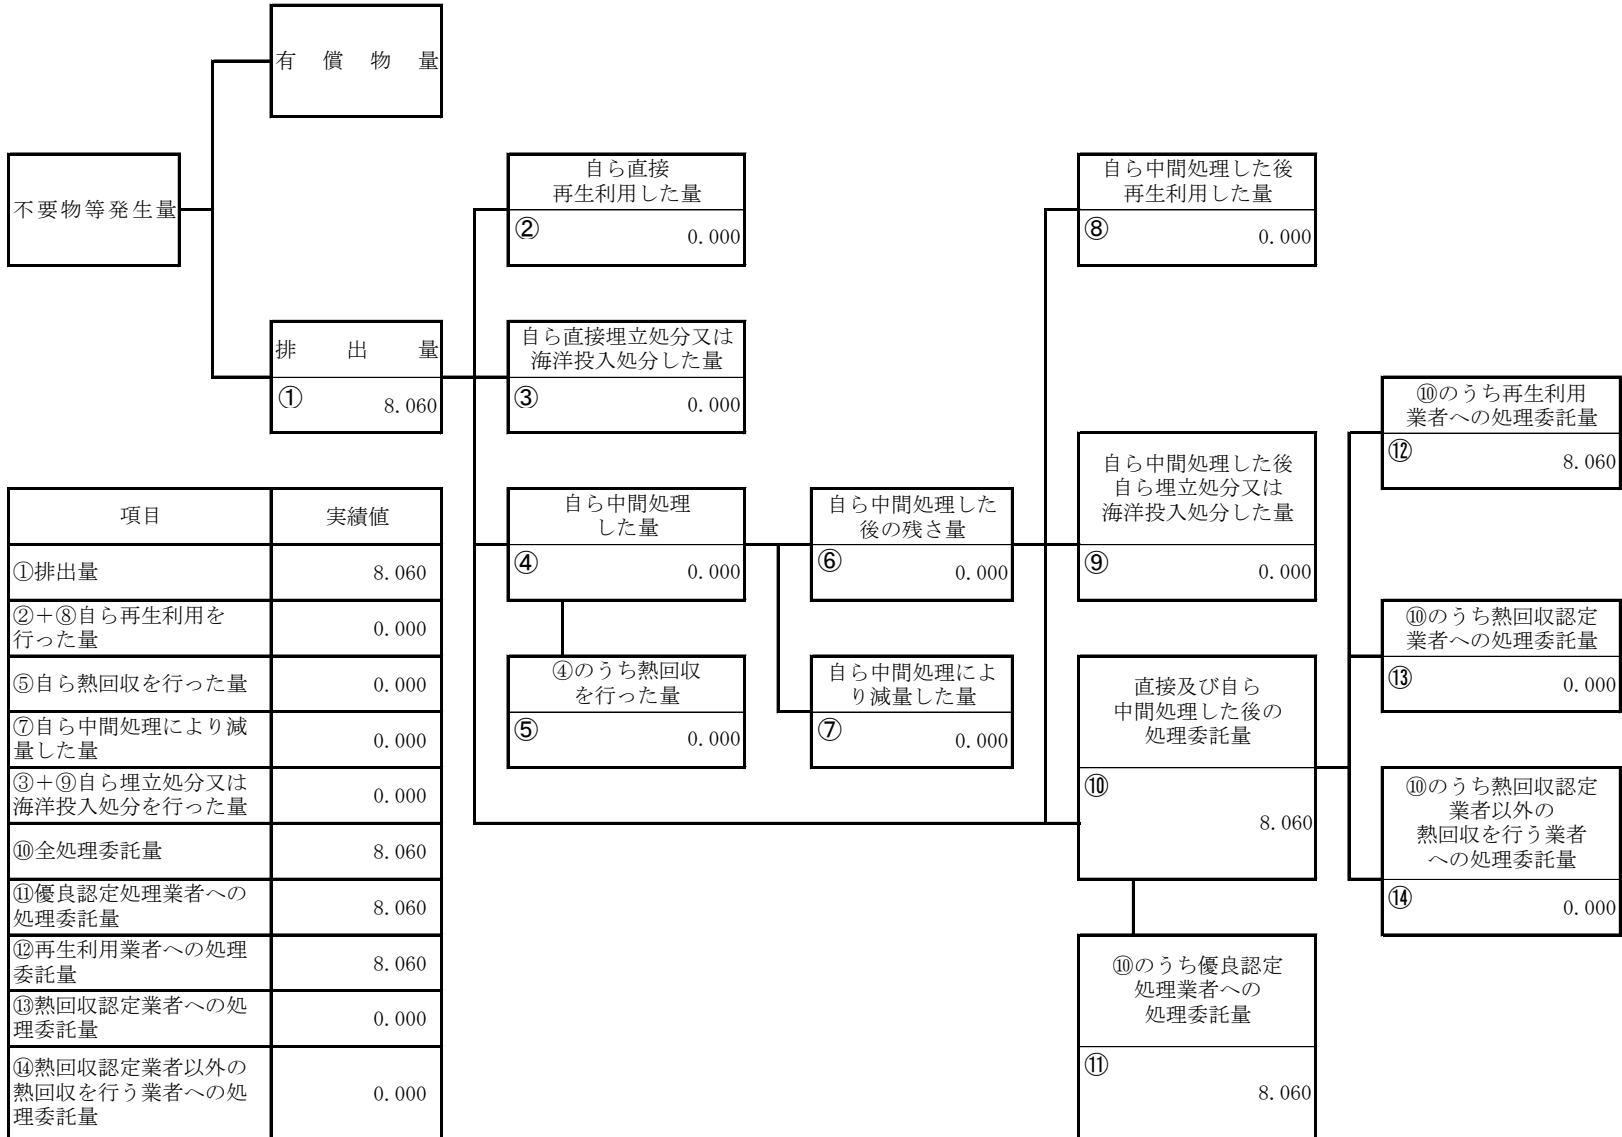 有償物量
不要物等発生量
排出量
① 8.060
自ら直接
再生利用した量
② 0.000
自ら直接埋立処分又は
海洋投入処分した量
③ 0.000
自ら中間処理
した量
④ 0.000
④のうち熱回収
を行った量
⑤ 0.000
自ら中間処理した
後の残さ量
⑥ 0.000
自ら中間処理によ
り減量した量
⑦ 0.000
自ら中間処理した後
再生利用した量
⑧ 0.000
自ら中間処理した後
自ら埋立処分又は
海洋投入処分した量
⑨ 0.000
直接及び自ら
中間処理した後の
処理委託量
⑩
8.060
⑩のうち優良認定
処理業者への
処理委託量
⑪
8.060
⑩のうち再生利用
業者への処理委託量
⑫ 8.060
⑩のうち熱回収認定
業者への処理委託量
⑬ 0.000
⑩のうち熱回収認定
業者以外の
熱回収を行う業者
への処理委託量
⑭ 0.000
項目 実績値
①排出量 8.060
②+⑧自ら再生利用を
行った量 0.000
⑤自ら熱回収を行った量 0.000
⑦自ら中間処理により減
量した量 0.000
③+⑨自ら埋立処分又は
海洋投入処分を行った量 0.000
⑩全処理委託量 8.060
⑪優良認定処理業者への
処理委託量 8.060
⑫再生利用業者への処理
委託量 8.060
⑬熱回収認定業者への処
理委託量 0.000
⑭熱回収認定業者以外の
熱回収を行う業者への処
理委託量 0.000